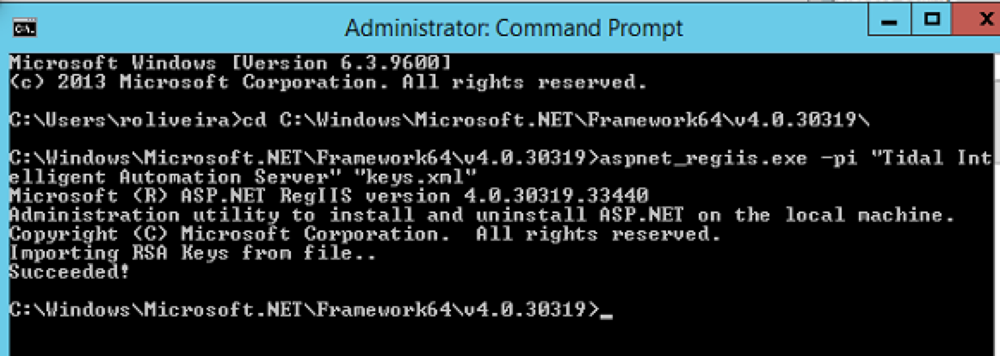 Administrator: Command Prompt
Microsoft Windows [Version 6.3.9600]
(c) 2013 Microsoft Corporation. All rights reserved.
C:\Users\roliveira>cd C:\Windows\Microsoft.NET\Framework64\v4.0.30319\
C:\Windows\Microsoft.NET\Framework64\v4.0.30319>aspnet_regiis.exe -pi "Tidal Int
elligent Automation Server" "keys.xml"
Microsoft (R) ASP.NET RegIIS version 4.0.30319.33440
Administration utility to install and uninstall ASP.NET on the local machine.
Copyright (C) Microsoft Corporation.  All rights reserved.
Importing RSA Keys from file..
Succeeded!
C:\Windows\Microsoft.NET\Framework64\v4.0.30319>_